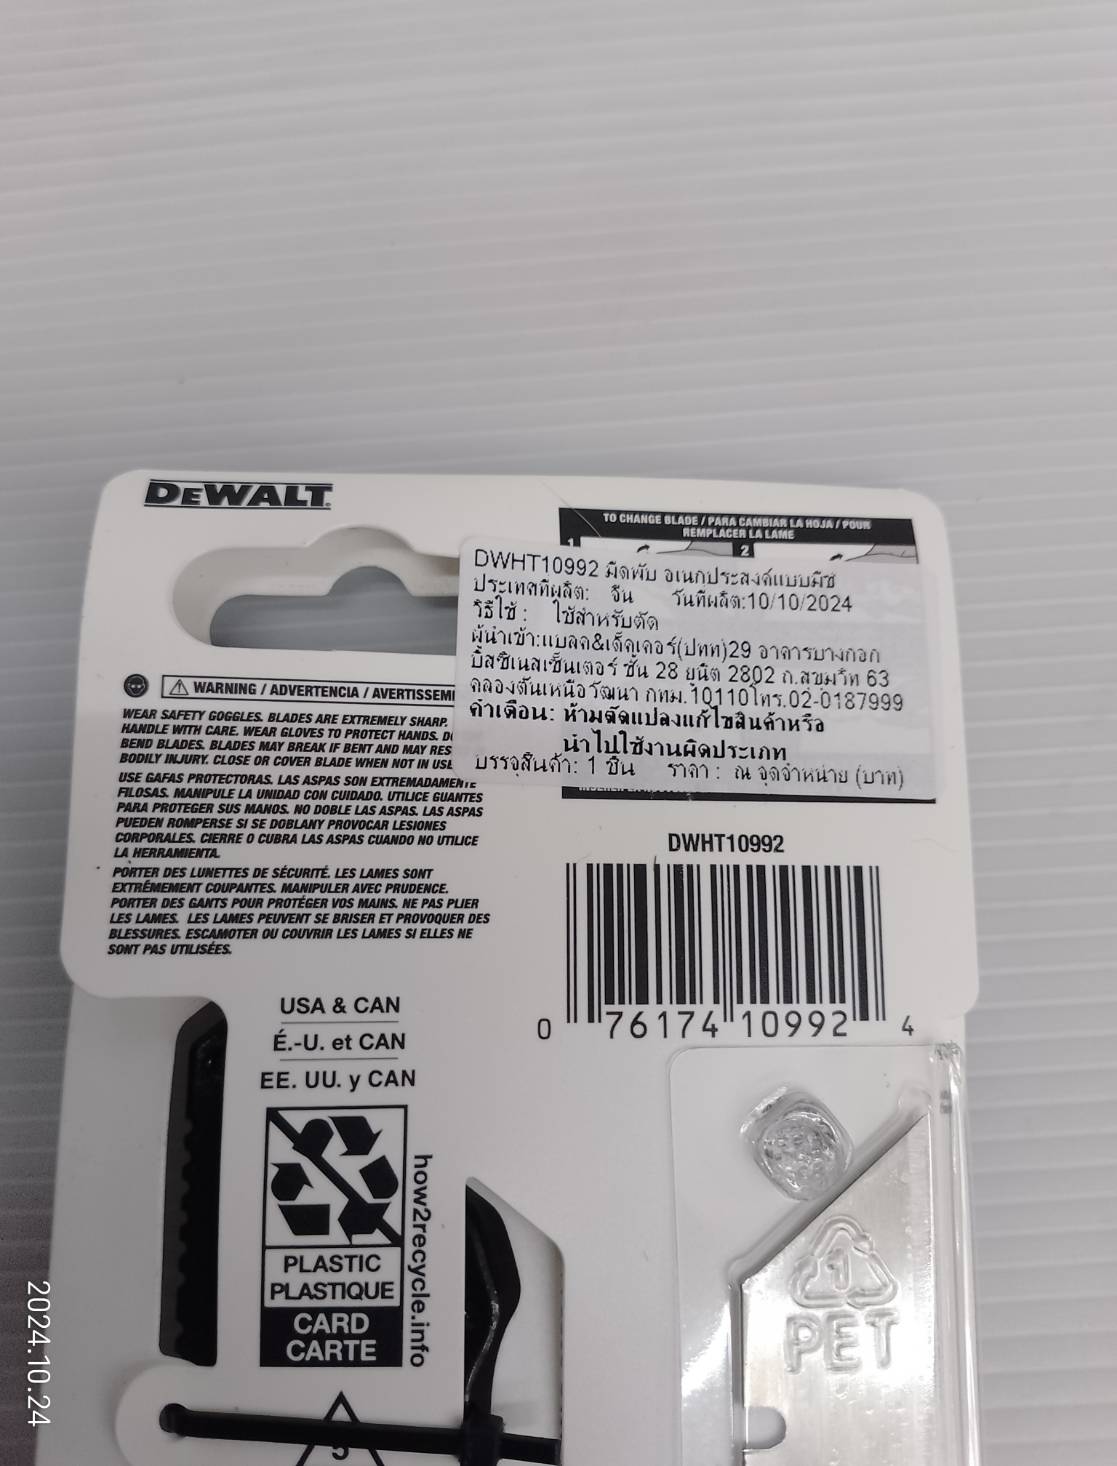 DEWALT
TO CHANGE BLADE / PARA CAMBIAR LA HOJA / POUR
REMPLACER LA LAME
1
2
DWHT10992 มีดพับ อเนกประสงค์แบบมีช
ประเทศที่ผลิต: จีน วันที่ผลิต:10/10/2024
วิธีใช้ : ใช้สำหรับตัด
ผู้นำเข้า:แบลค&เด็คเคอร์(ปทท)29 อาคารบางกอก
บิสซิเนสเซ็นเตอร์ ชั้น 28 ยูนิต 2802 ถ.สุขุมวิท 63
คลองตันเหนือวัฒนา กทม.10110โทร.02-0187999
คำเตือน: ห้ามดัดแปลงแก้ไขสินค้าหรือ
นำไปใช้งานผิดประเภท
บรรจุสินค้า: 1 ชิ้น ราคา : ณ จุดจำหน่าย (บาท)
WARNING / ADVERTENCIA / AVERTISSEM
WEAR SAFETY GOGGLES. BLADES ARE EXTREMELY SHARP.
HANDLE WITH CARE. WEAR GLOVES TO PROTECT HANDS. D
BEND BLADES. BLADES MAY BREAK IF BENT AND MAY RES
BODILY INJURY. CLOSE OR COVER BLADE WHEN NOT IN USE
USE GAFAS PROTECTORAS. LAS ASPAS SON EXTREMADAMENTE
FILOSAS. MANIPULE LA UNIDAD CON CUIDADO. UTILICE GUANTES
PARA PROTEGER SUS MANOS. NO DOBLE LAS ASPAS. LAS ASPAS
PUEDEN ROMPERSE SI SE DOBLANY PROVOCAR LESIONES
CORPORALES. CIERRE O CUBRA LAS ASPAS CUANDO NO UTILICE
LA HERRAMIENTA.
PORTER DES LUNETTES DE SÉCURITÉ. LES LAMES SONT
EXTRÊMEMENT COUPANTES. MANIPULER AVEC PRUDENCE.
PORTER DES GANTS POUR PROTÉGER VOS MAINS. NE PAS PLIER
LES LAMES. LES LAMES PEUVENT SE BRISER ET PROVOQUER DES
BLESSURES. ESCAMOTER OU COUVRIR LES LAMES SI ELLES NE
SONT PAS UTILISÉES.
DWHT10992
0 76174 10992 4
USA & CAN
É.-U. et CAN
EE. UU. y CAN
how2recycle.info
PLASTIC
PLASTIQUE
CARD
CARTE
5
1
PET
2024.10.24